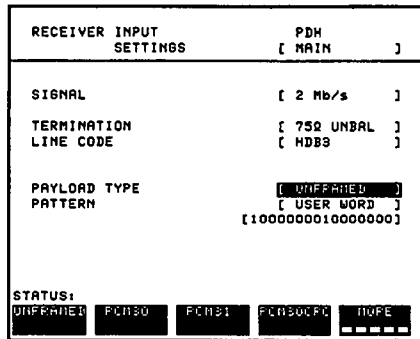 RECEIVER INPUT PDH
SETTINGS [ MAIN ]
SIGNAL [ 2 Mb/s ]
TERMINATION [ 75Ω UNBAL ]
LINE CODE [ HDB3 ]
PAYLOAD TYPE [ UNFRAMED ]
PATTERN [ USER WORD ]
[1000000010000000]
STATUS:
UNFRAMED PCM30 PCM31 PCM30CRC MORE